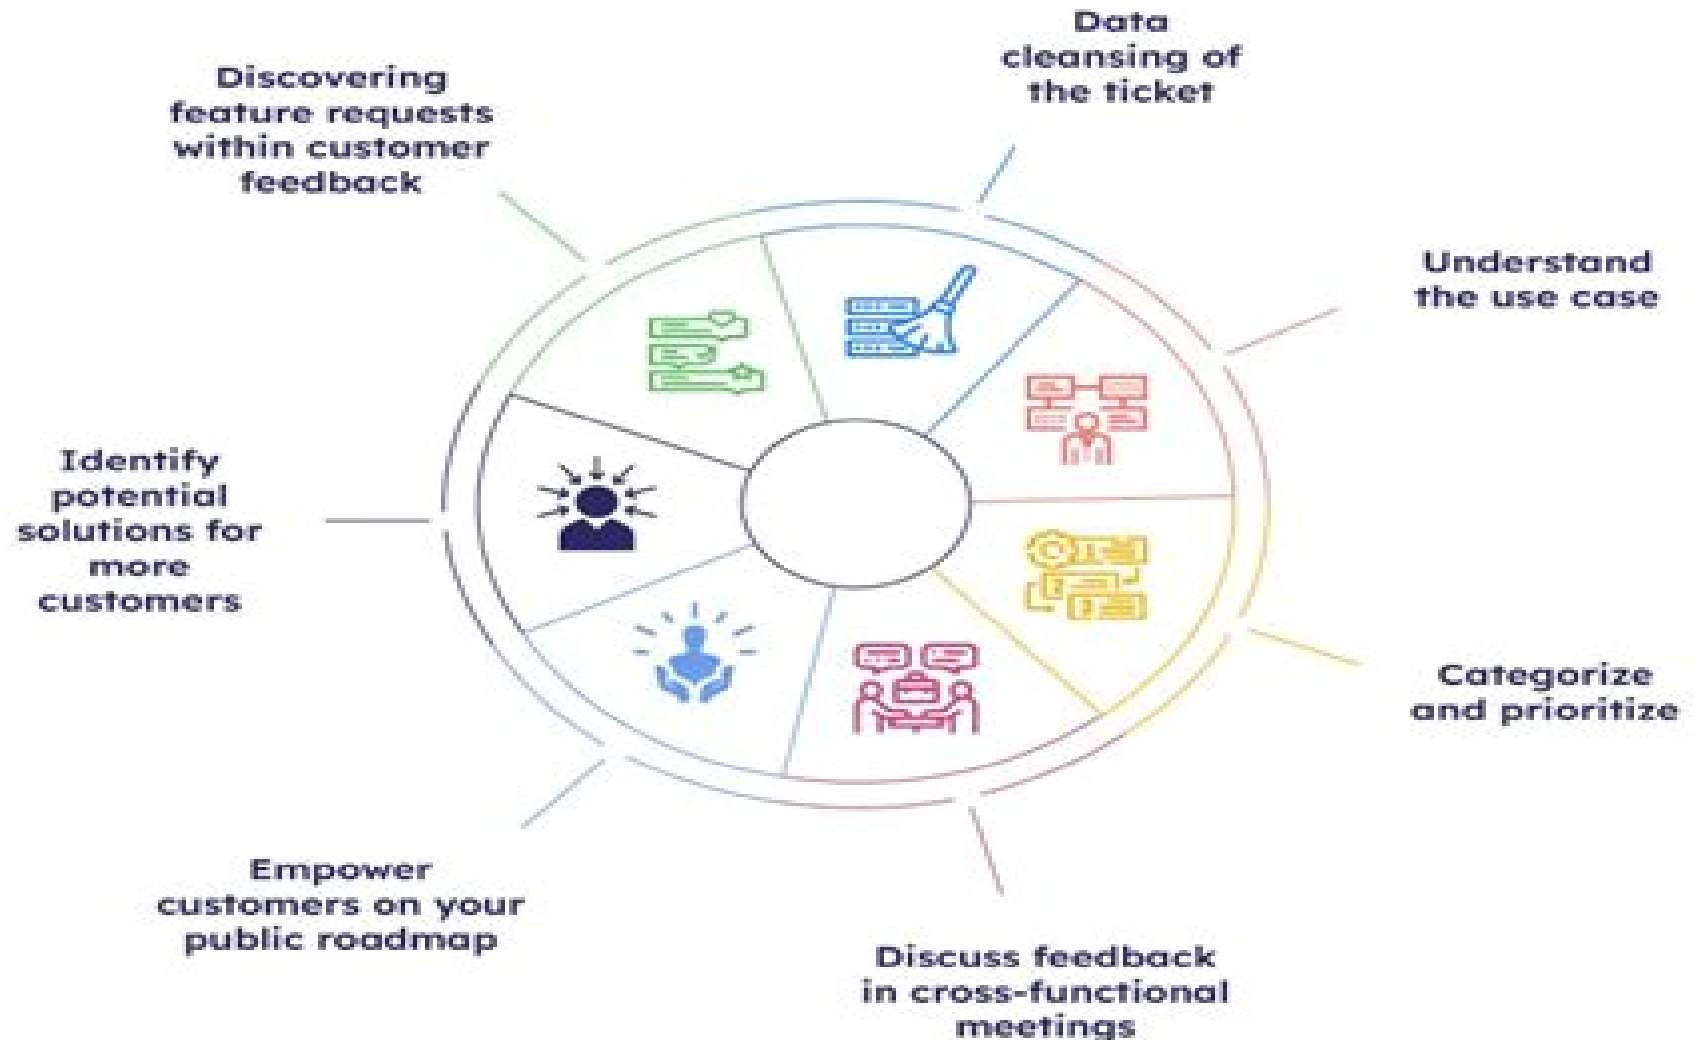 Data
cleansing of
the ticket
Discovering
feature requests
within customer
feedback
Understand
the use case
Identify
potential
solutions for
more
customers
Categorize
and prioritize
Empower
customers on your
public roadmap
Discuss feedback
in cross-functional
meetings